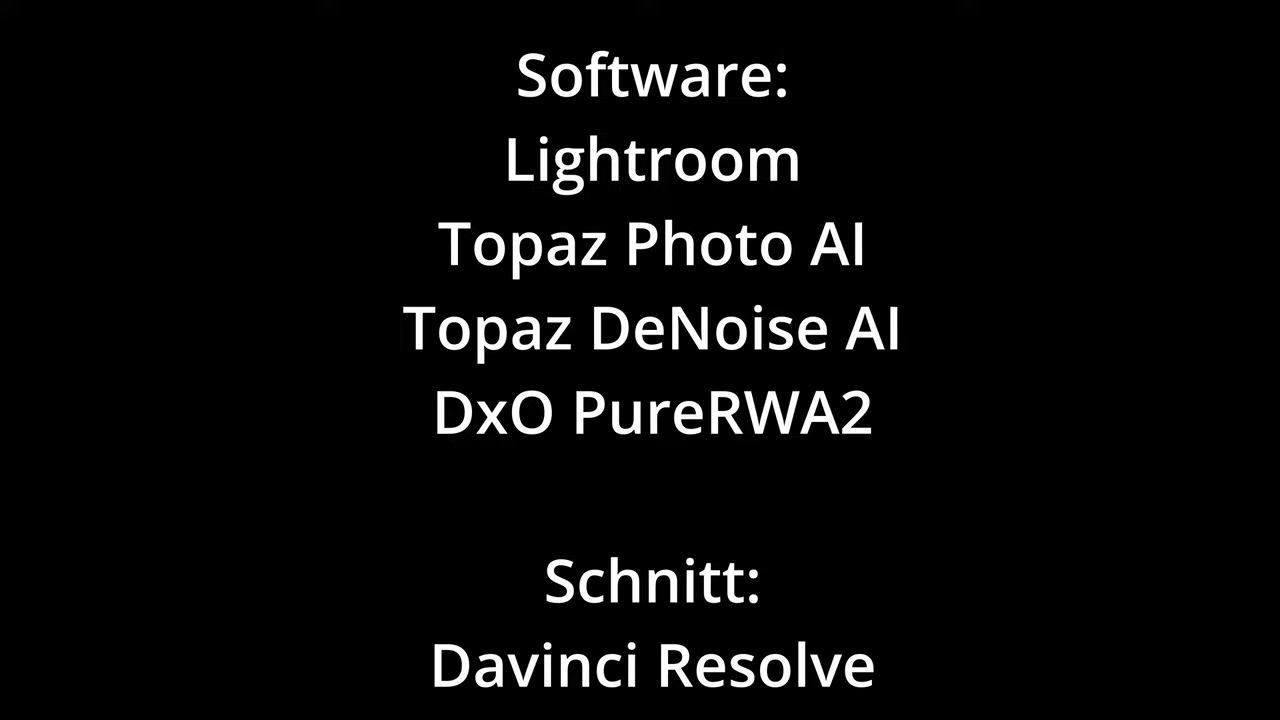 Software:
Lightroom
Topaz Photo AI
Topaz DeNoise AI
DxO PureRWA2
Schnitt:
Davinci Resolve